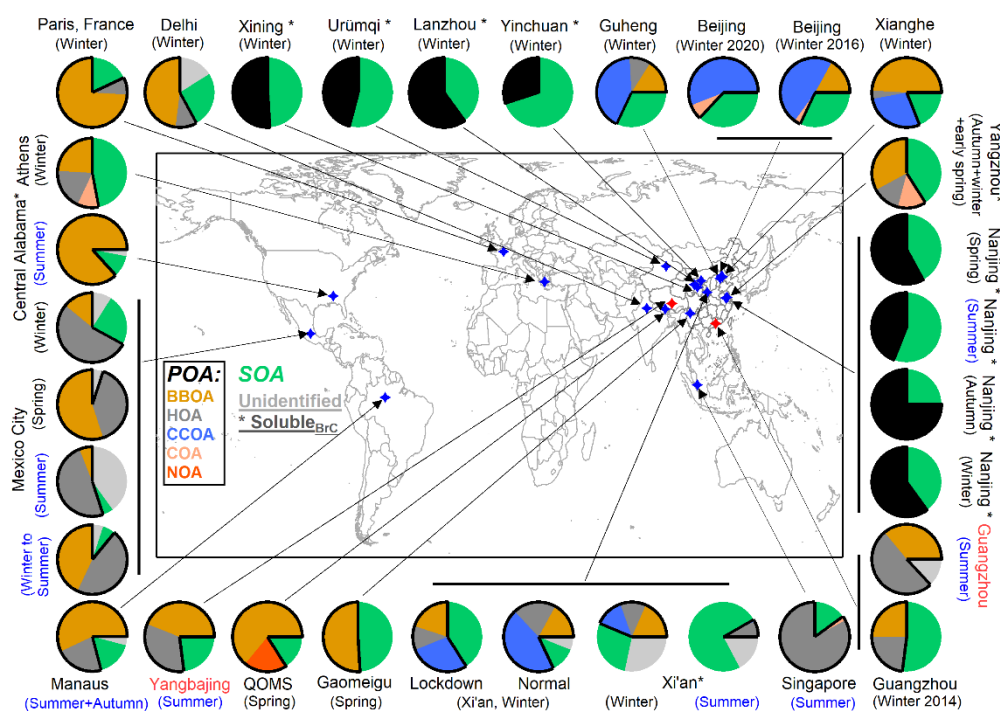 Paris, France
(Winter)
Delhi
(Winter)
Xining *
(Winter)
Urümqi *
(Winter)
Lanzhou *
(Winter)
Yinchuan *
(Winter)
Guheng
(Winter)
Beijing
(Winter 2020)
Beijing
(Winter 2016)
Xianghe
(Winter)
Athens
(Winter)
Central Alabama*
(Summer)
Mexico City
(Winter)
(Spring)
(Summer)
(Winter to
Summer)
POA: SOA
BBOA
HOA
CCOA
COA
NOA
Unidentified
* Soluble BrC
Yangzhou*
(Autumn+winter
+early spring)
Nanjing *
(Spring)
Nanjing *
(Summer)
Nanjing *
(Autumn)
Nanjing *
(Winter)
Guangzhou
(Summer)
Manaus
(Summer+Autumn)
Yangbajing
(Summer)
QOMS
(Spring)
Gaomeigu
(Spring)
Lockdown
Normal
(Xi'an, Winter)
Xi'an*
(Winter)
(Summer)
Singapore
(Summer)
Guangzhou
(Winter 2014)